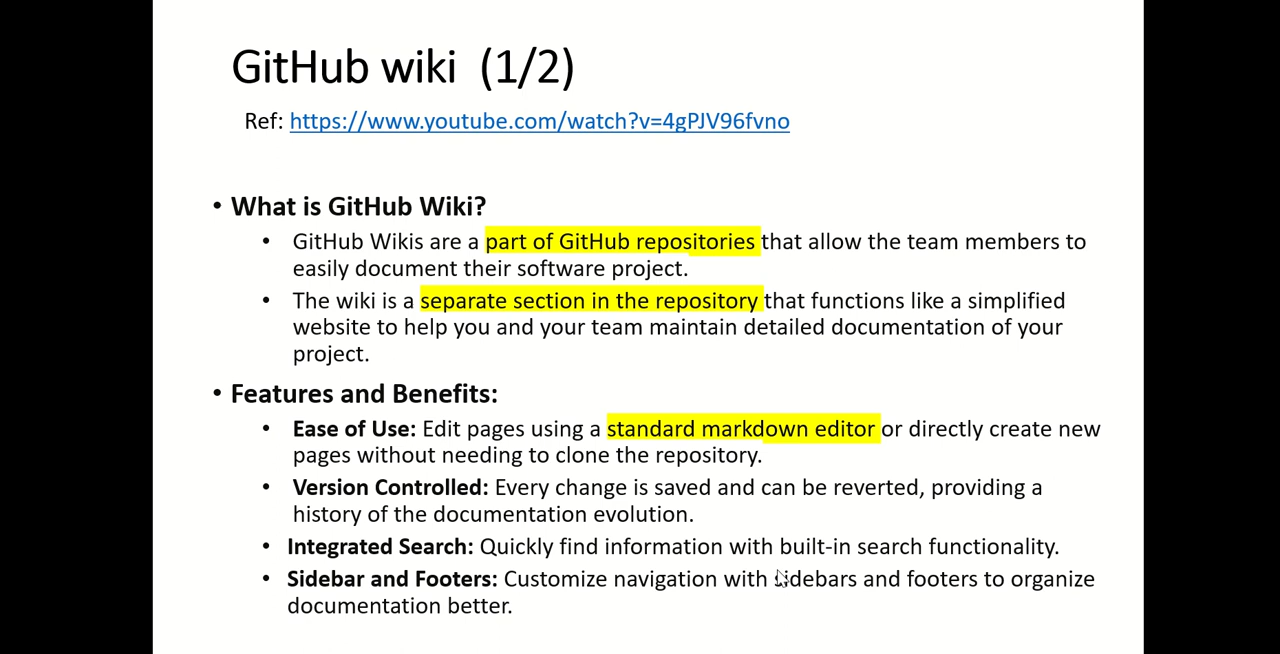 GitHub wiki (1/2)
Ref: https://www.youtube.com/watch?v=4gPJV96fvno
• What is GitHub Wiki?
• GitHub Wikis are a part of GitHub repositories that allow the team members to
easily document their software project.
• The wiki is a separate section in the repository that functions like a simplified
website to help you and your team maintain detailed documentation of your
project.
• Features and Benefits:
• Ease of Use: Edit pages using a standard markdown editor or directly create new
pages without needing to clone the repository.
• Version Controlled: Every change is saved and can be reverted, providing a
history of the documentation evolution.
• Integrated Search: Quickly find information with built-in search functionality.
• Sidebar and Footers: Customize navigation with sidebars and footers to organize
documentation better.